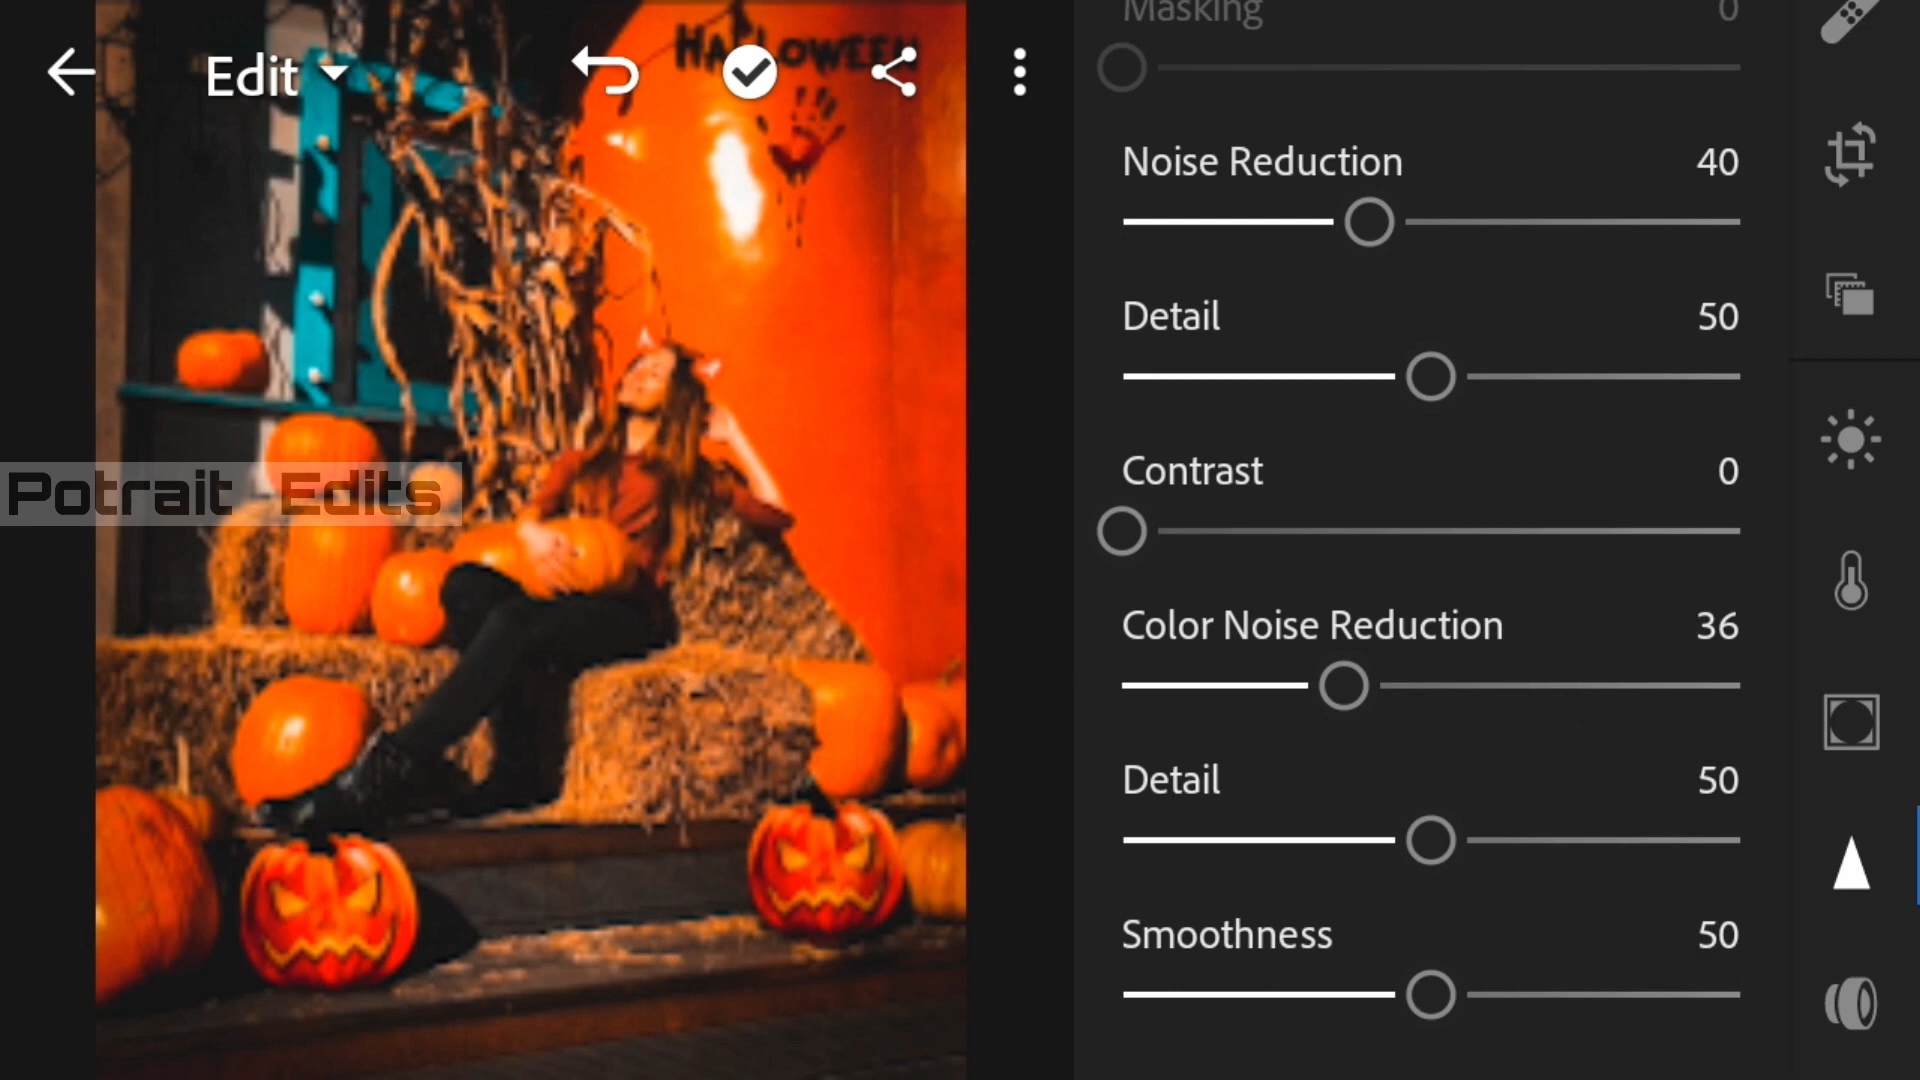 Edit
HALLOWEEN
Potrait Edits
Masking 0
Noise Reduction 40
Detail 50
Contrast 0
Color Noise Reduction 36
Detail 50
Smoothness 50